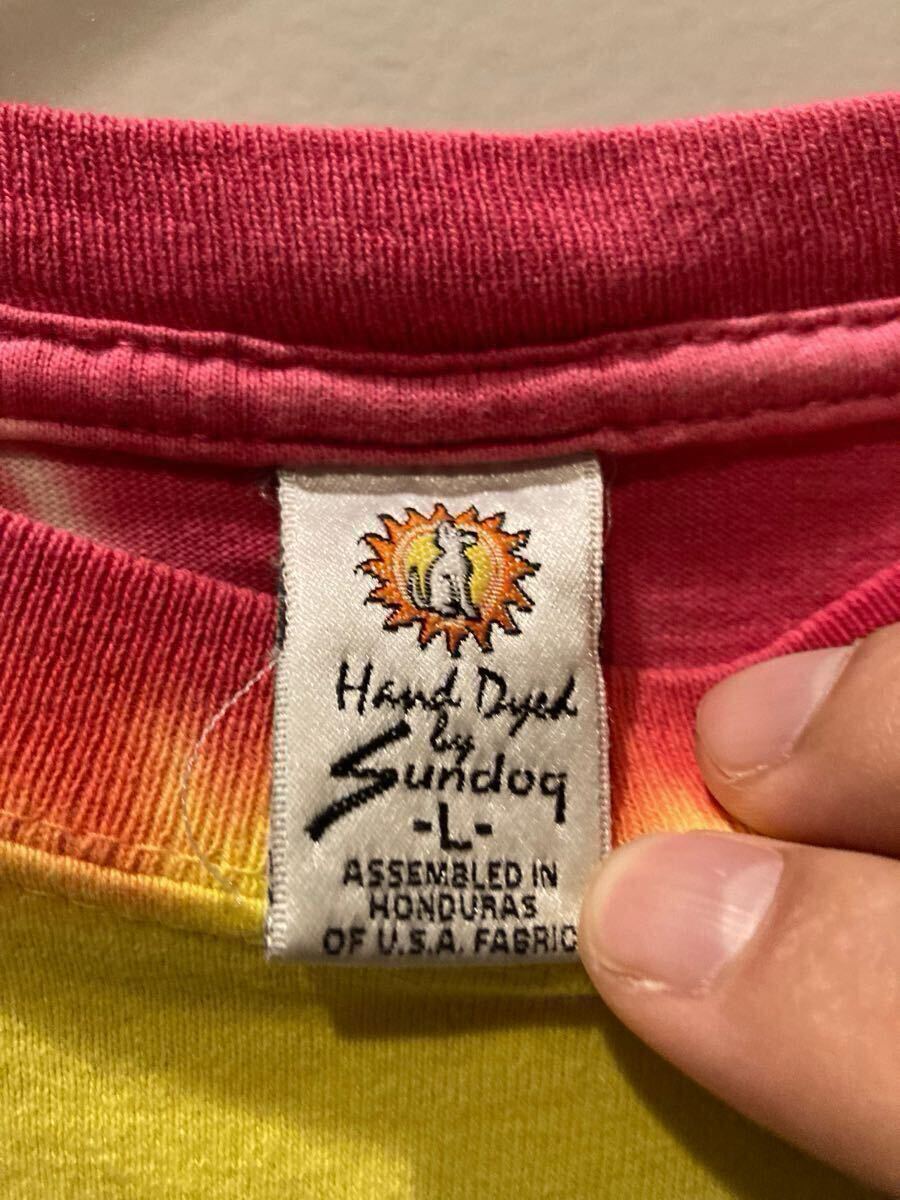 Hand Dyed
by
Sundog
-L-
ASSEMBLED IN
HONDURAS
OF U.S.A. FABRIC